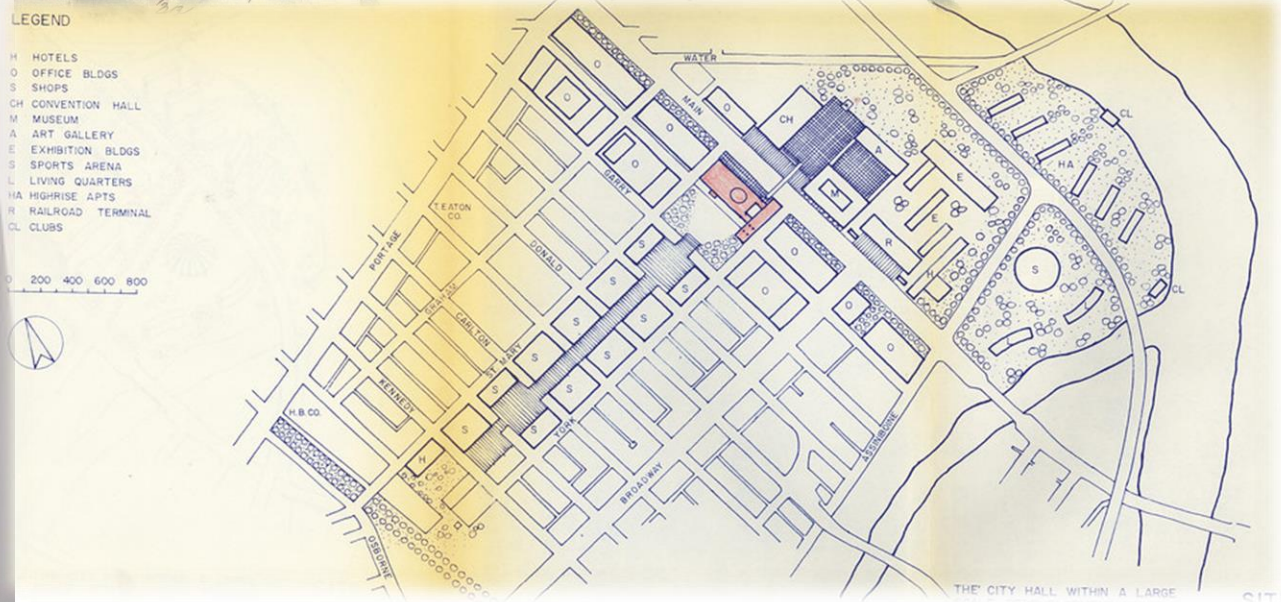 LEGEND
H HOTELS
O OFFICE BLDGS
S SHOPS
CH CONVENTION HALL
M MUSEUM
A ART GALLERY
E EXHIBITION BLDGS
S SPORTS ARENA
L LIVING QUARTERS
HA HIGHRISE APTS
R RAILROAD TERMINAL
CL CLUBS
0 200 400 600 800
WATER
MAIN
O
O
O
O
O
CH
A
M
E
E
R
H
CL
HA
S
CL
GARRY
T. EATON
CO.
PORTAGE
DONALD
GRAHAM
CARLTON
ST. MARY
KENNEDY
H.B.CO.
S
S
S
S
S
S
S
S
S
S
S
O
O
O
O
H
YORK
BROADWAY
ASSINIBOINE
OSBORNE
THE CITY HALL WITHIN A LARGE
SIT